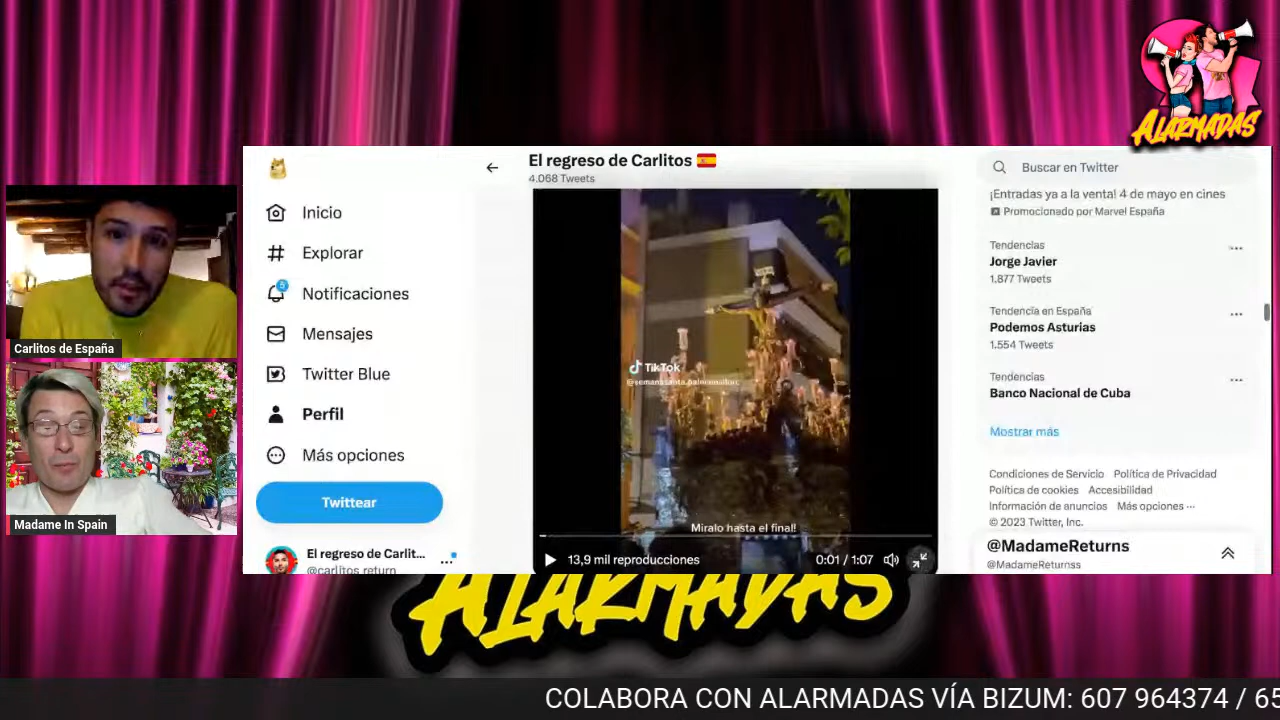 ALARMADAS
Carlitos de España
Madame In Spain
Inicio
Explorar
5
Notificaciones
Mensajes
Twitter Blue
Perfil
Más opciones
Twittear
El regreso de Carlit...
@carlitos_return
El regreso de Carlitos
4.068 Tweets
TikTok
Miralo hasta el final!
13,9 mil reproducciones
0:01 / 1:07
Buscar en Twitter
¡Entradas ya a la venta! 4 de mayo en cines
Promocionado por Marvel España
Tendencias
Jorge Javier
1.877 Tweets
Tendencia en España
Podemos Asturias
1.554 Tweets
Tendencias
Banco Nacional de Cuba
Mostrar más
Condiciones de Servicio Política de Privacidad
Política de cookies Accesibilidad
Información de anuncios Más opciones ...
© 2023 Twitter, Inc.
@MadameReturns
@MadameReturnss
ALARMADAS
COLABORA CON ALARMADAS VÍA BIZUM: 607 964374 / 65